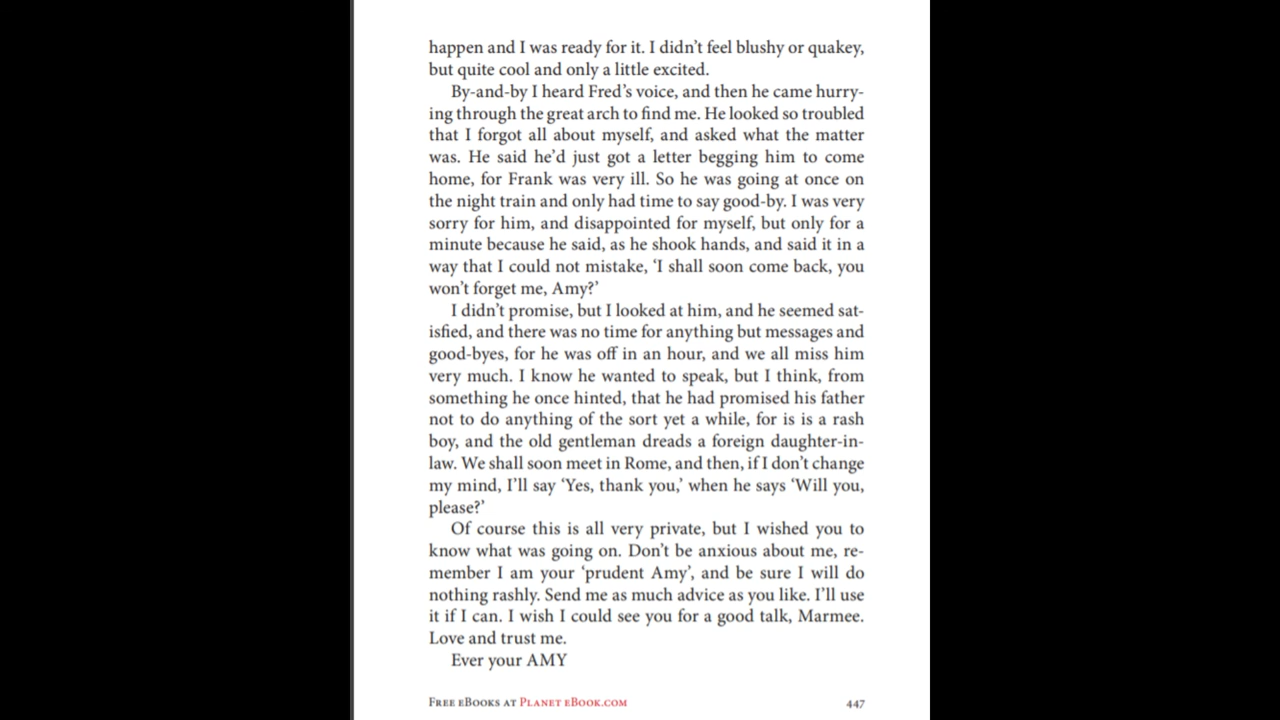 happen and I was ready for it. I didn’t feel blushy or quakey,
but quite cool and only a little excited.
By-and-by I heard Fred’s voice, and then he came hurry-
ing through the great arch to find me. He looked so troubled
that I forgot all about myself, and asked what the matter
was. He said he’d just got a letter begging him to come
home, for Frank was very ill. So he was going at once on
the night train and only had time to say good-by. I was very
sorry for him, and disappointed for myself, but only for a
minute because he said, as he shook hands, and said it in a
way that I could not mistake, ‘I shall soon come back, you
won’t forget me, Amy?’
I didn’t promise, but I looked at him, and he seemed sat-
isfied, and there was no time for anything but messages and
good-byes, for he was off in an hour, and we all miss him
very much. I know he wanted to speak, but I think, from
something he once hinted, that he had promised his father
not to do anything of the sort yet a while, for is is a rash
boy, and the old gentleman dreads a foreign daughter-in-
law. We shall soon meet in Rome, and then, if I don’t change
my mind, I’ll say ‘Yes, thank you,’ when he says ‘Will you,
please?’
Of course this is all very private, but I wished you to
know what was going on. Don’t be anxious about me, re-
member I am your ‘prudent Amy’, and be sure I will do
nothing rashly. Send me as much advice as you like. I’ll use
it if I can. I wish I could see you for a good talk, Marmee.
Love and trust me.
Ever your AMY
Free eBooks at Planet eBook.com 447